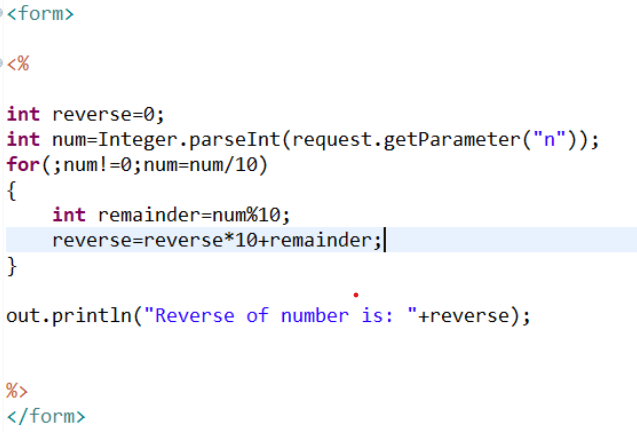 <form>
<%
int reverse=0;
int num=Integer.parseInt(request.getParameter("n"));
for(;num!=0;num=num/10)
{
    int remainder=num%10;
    reverse=reverse*10+remainder;
}
out.println("Reverse of number is: "+reverse);
%>
</form>